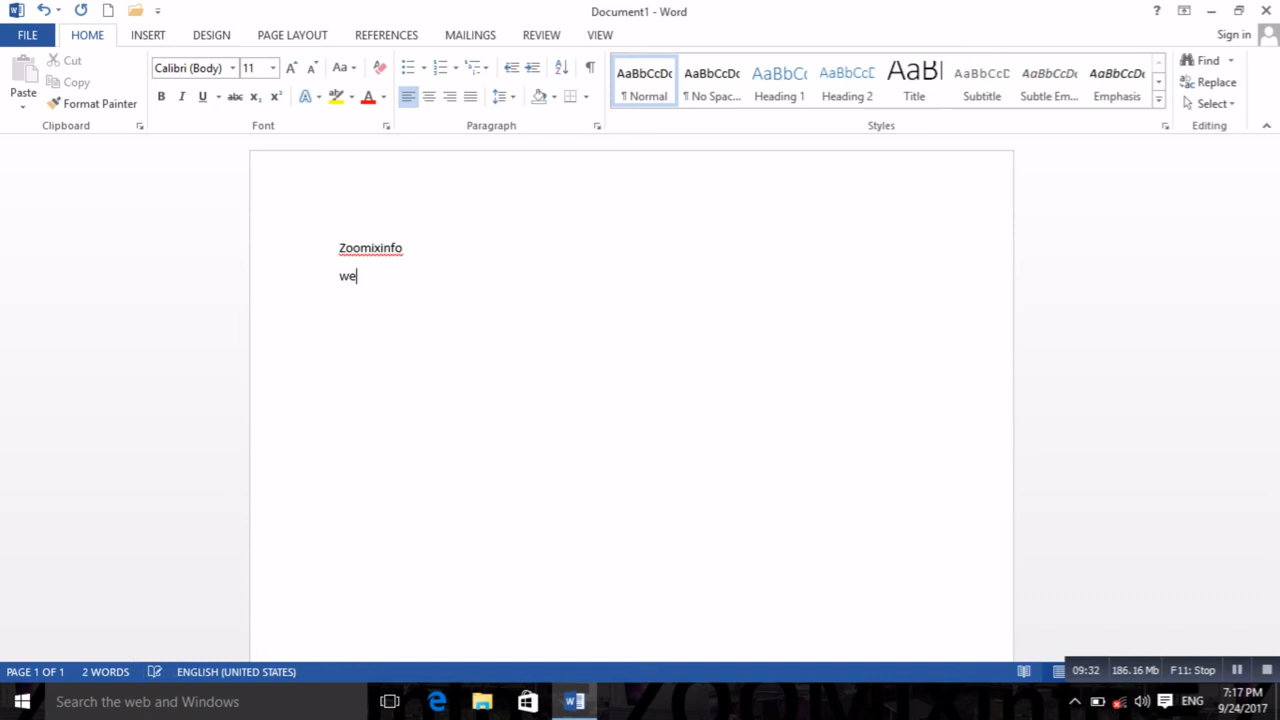 Document1 - Word
FILE HOME INSERT DESIGN PAGE LAYOUT REFERENCES MAILINGS REVIEW VIEW Sign in
Paste Cut Copy Format Painter Clipboard
Calibri (Body) 11 Aa Font
Paragraph
AaBbCcDc ¶ Normal
AaBbCcDc ¶ No Spac...
AaBbCc Heading 1
AaBbCcD Heading 2
AaBl Title
AaBbCcD Subtitle
AaBbCcDc Subtle Em...
AaBbCcDc Emphasis
Styles
Find
Replace
Select
Editing
Zoomixinfo
we
PAGE 1 OF 1 2 WORDS ENGLISH (UNITED STATES)
09:32 186.16 Mb F11: Stop
Search the web and Windows
ENG 7:17 PM
9/24/2017